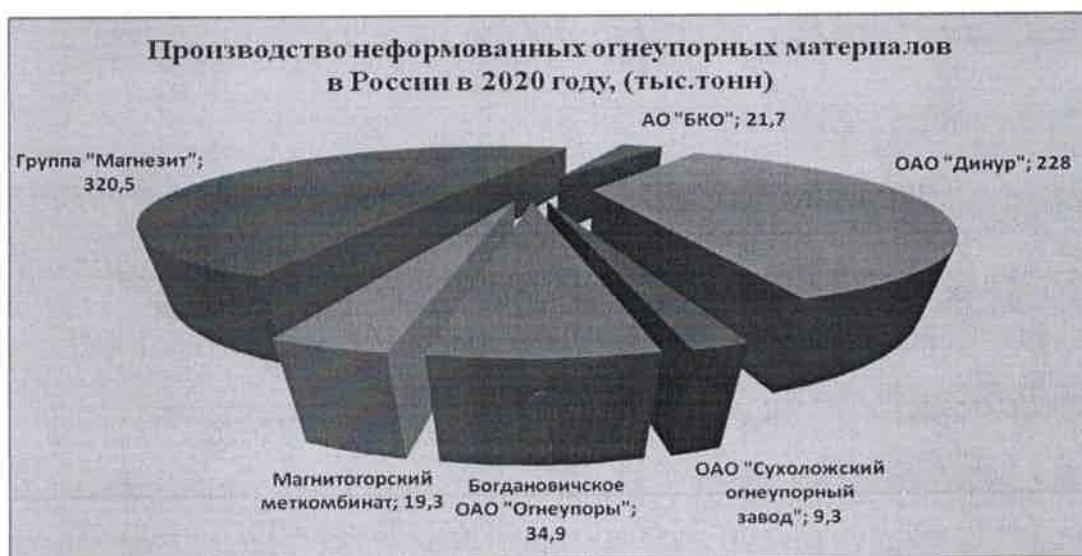 Производство неформованных огнеупорных материалов
в России в 2020 году, (тыс.тонн)
АО "БКО"; 21,7
Группа "Магнезит";
320,5
ОАО "Динур"; 228
Магнитогорский
меткомбинат; 19,3
Богдановичское
ОАО "Огнеупоры";
34,9
ОАО "Сухоложский
огнеупорный
завод"; 9,3